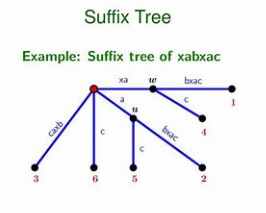 Suffix Tree
Example: Suffix tree of xabxac
xa
w
bxac
a
c
1
u
caxb
c
bxac
4
c
3
6
5
2